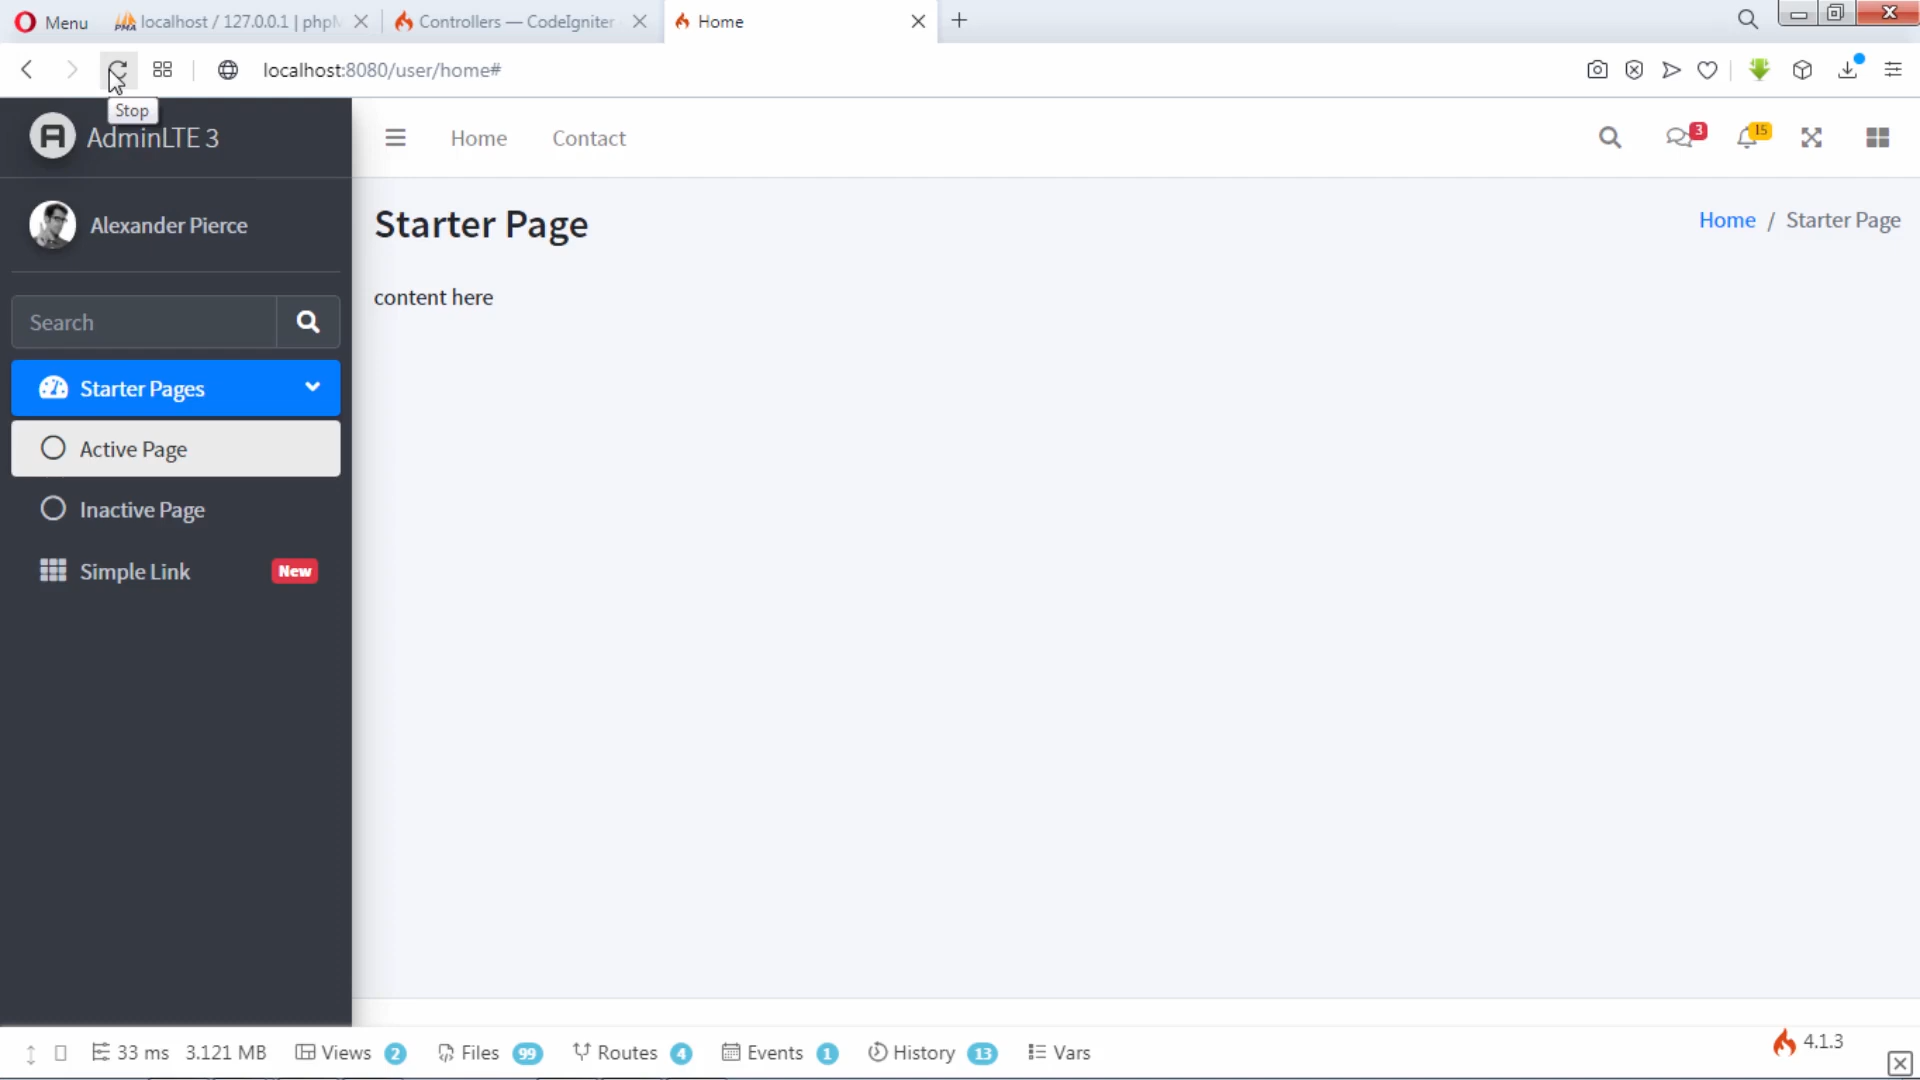 Menu
localhost / 127.0.0.1 | php
Controllers — CodeIgniter
Home
localhost:8080/user/home#
Stop
AdminLTE 3
Home
Contact
3
15
Alexander Pierce
Starter Page
Home / Starter Page
content here
Search
Starter Pages
Active Page
Inactive Page
Simple Link
New
33 ms
3.121 MB
Views 2
Files 99
Routes 4
Events 1
History 13
Vars
4.1.3